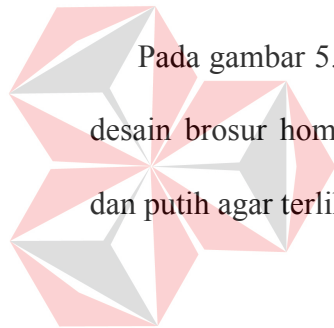 Pada gambar 5.
desain brosur hom
dan putih agar terli